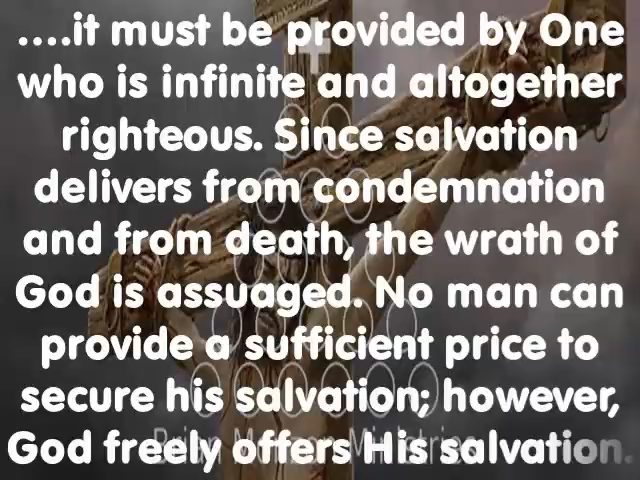 ....it must be provided by One
who is infinite and altogether
righteous. Since salvation
delivers from condemnation
and from death, the wrath of
God is assuaged. No man can
provide a sufficient price to
secure his salvation; however,
God freely offers His salvation.
Ministries